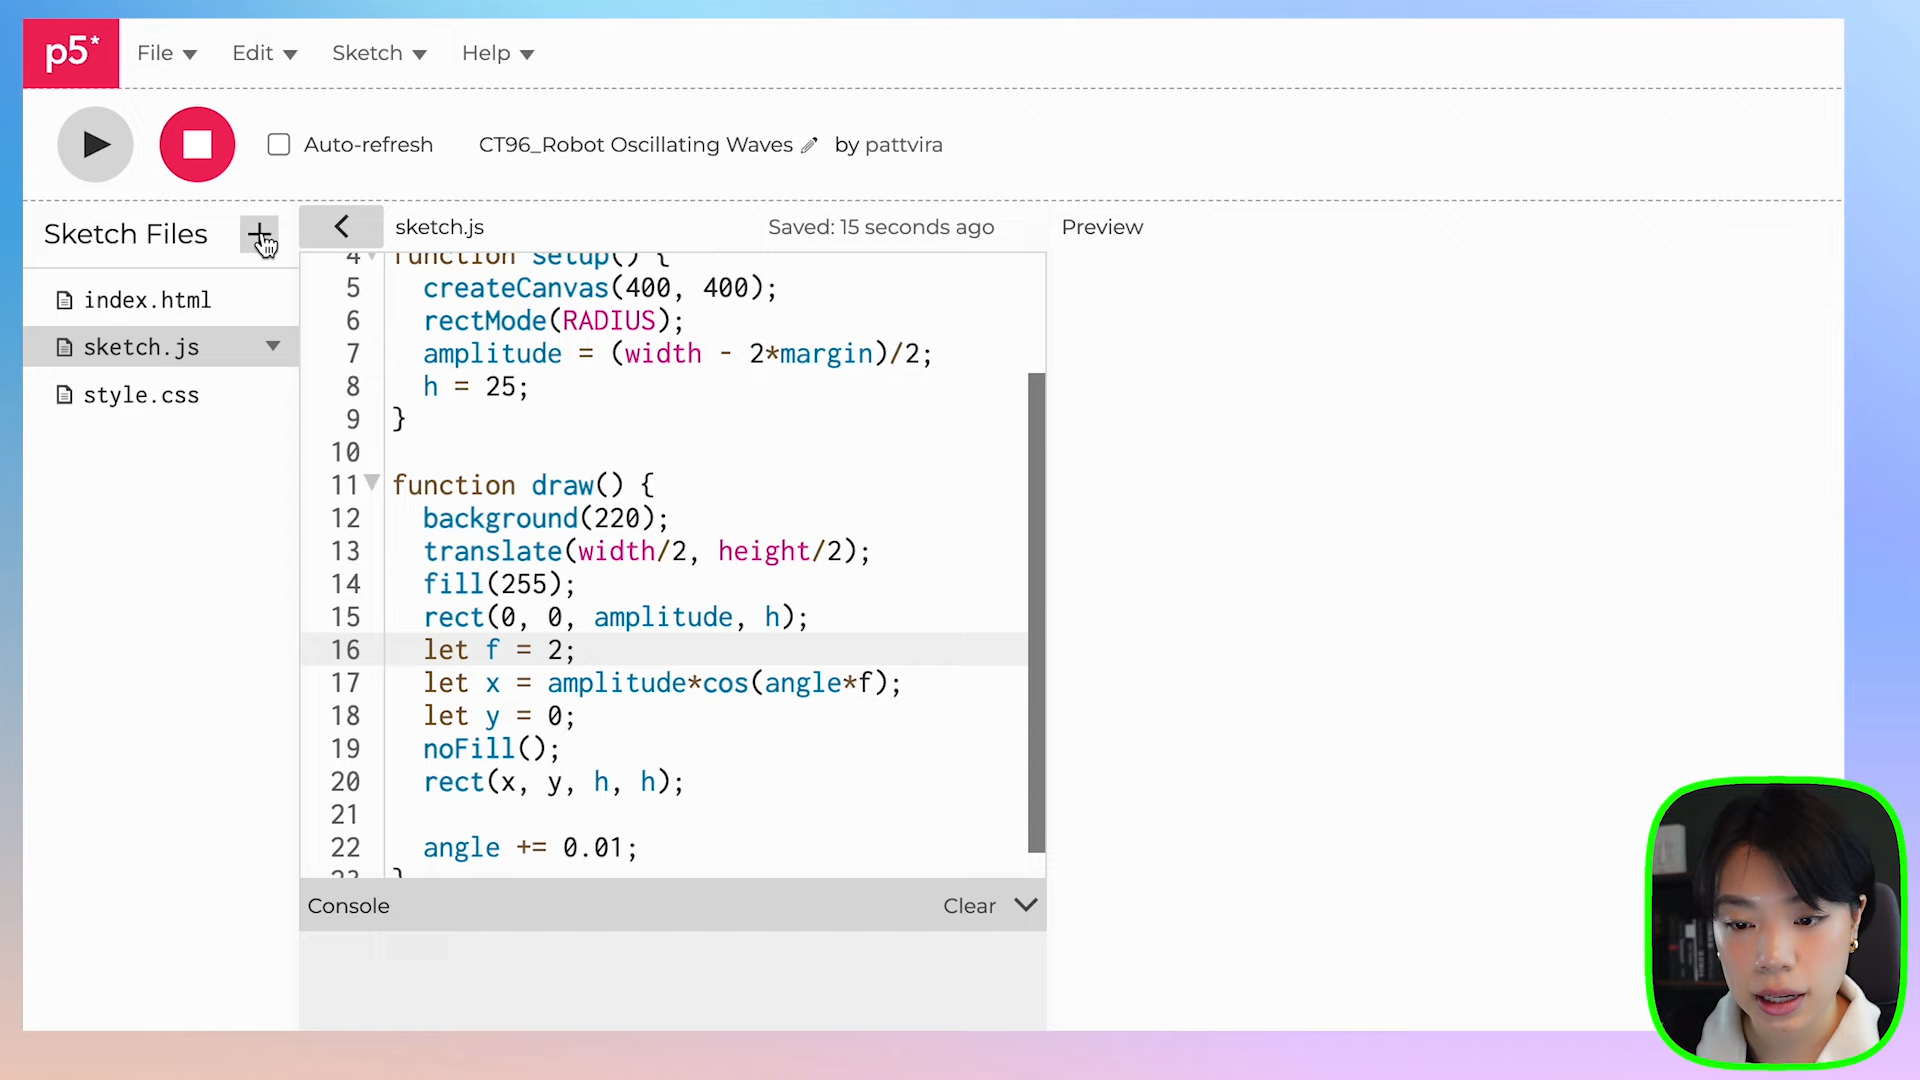 p5*
File Edit Sketch Help
Auto-refresh CT96_Robot Oscillating Waves by pattvira
Sketch Files
sketch.js
Saved: 15 seconds ago
Preview
index.html
sketch.js
style.css
4 function setup() {
5 createCanvas(400, 400);
6 rectMode(RADIUS);
7 amplitude = (width - 2*margin)/2;
8 h = 25;
9 }
10
11 function draw() {
12 background(220);
13 translate(width/2, height/2);
14 fill(255);
15 rect(0, 0, amplitude, h);
16 let f = 2;
17 let x = amplitude*cos(angle*f);
18 let y = 0;
19 noFill();
20 rect(x, y, h, h);
21
22 angle += 0.01;
23 }
Console
Clear